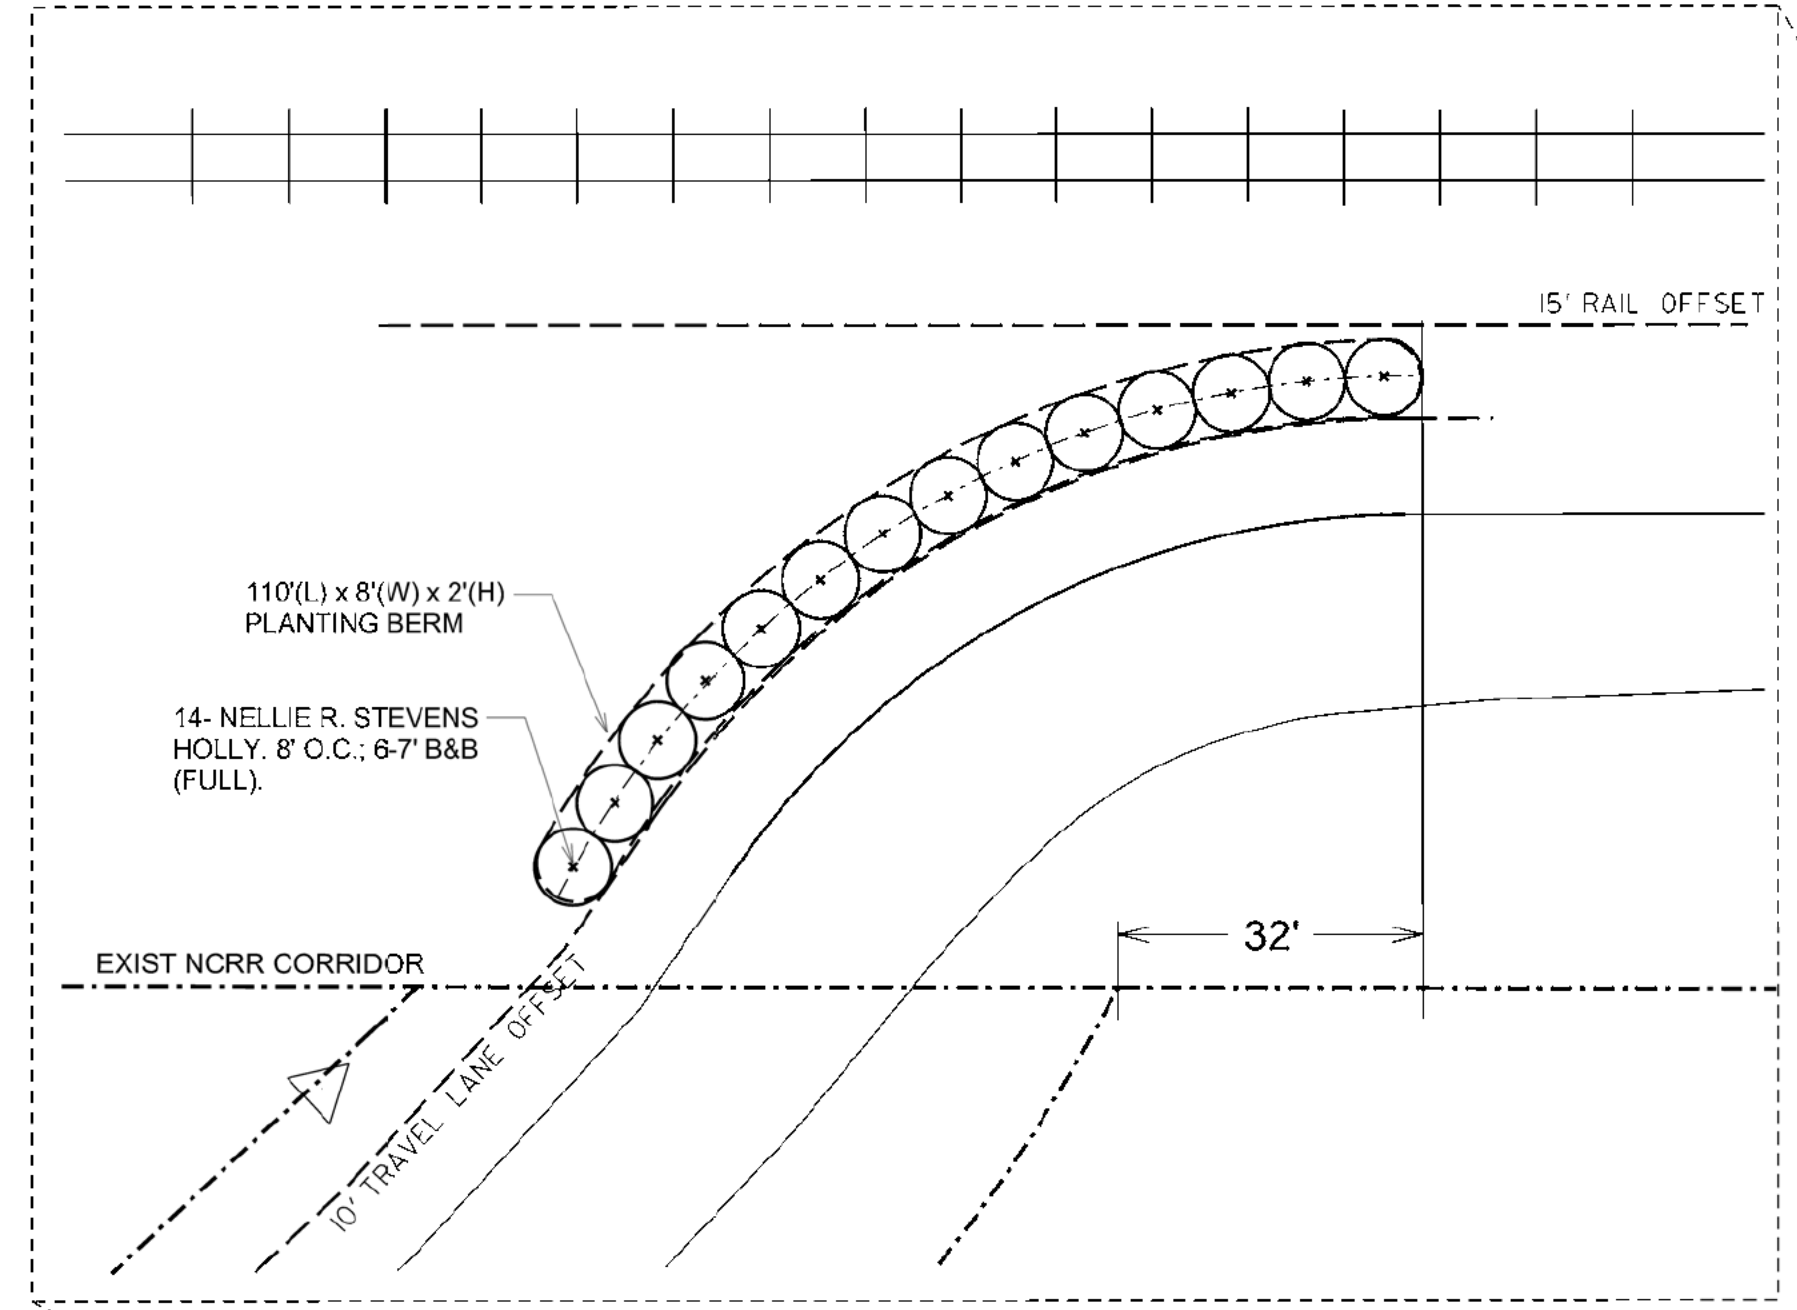 15' RAIL OFFSET
110'(L) x 8'(W) x 2'(H)
PLANTING BERM
14- NELLIE R. STEVENS
HOLLY. 8' O.C.; 6-7' B&B
(FULL).
32'
EXIST NCRR CORRIDOR
10' TRAVEL LANE OFFSET